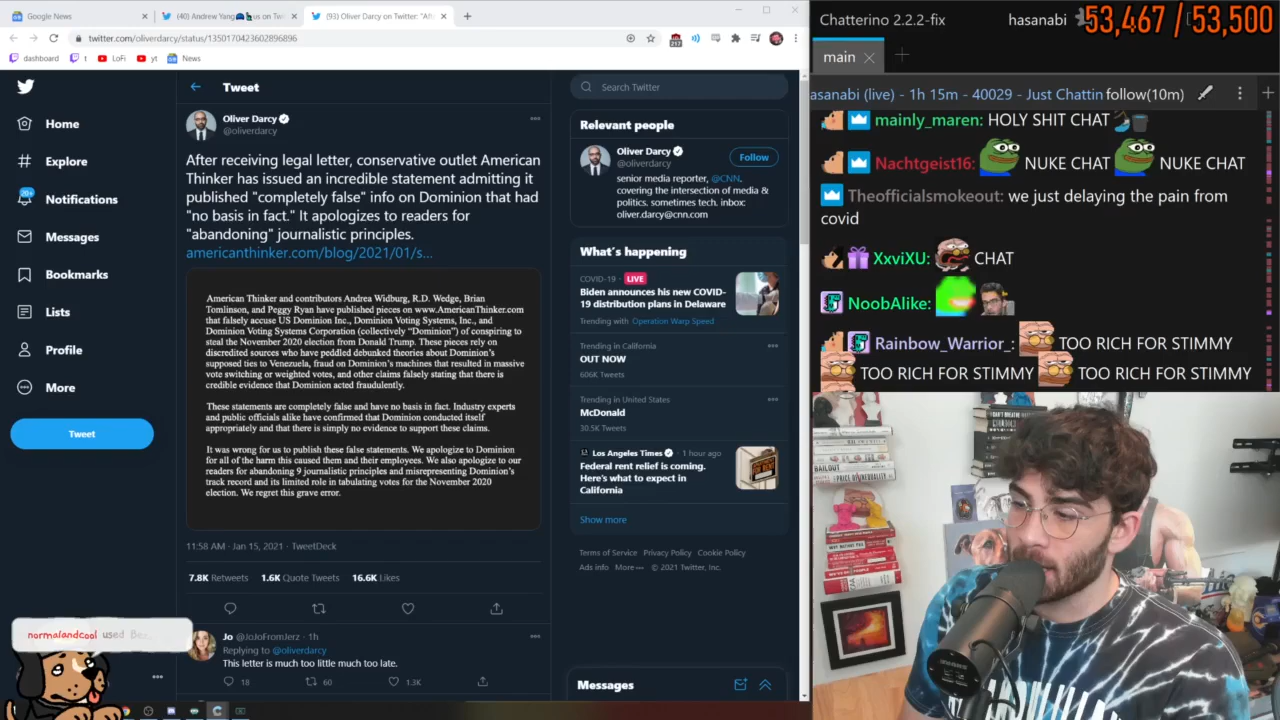 Google News
(40) Andrew Yang
us on Twi
(93) Oliver Darcy on Twitter: "Aft
twitter.com/oliverdarcy/status/1350170423602896896
217
dashboard
t
LoFi
yt
News
Home
Explore
20+
Notifications
Messages
Bookmarks
Lists
Profile
More
Tweet
Tweet
Oliver Darcy
@oliverdarcy
After receiving legal letter, conservative outlet American
Thinker has issued an incredible statement admitting it
published "completely false" info on Dominion that had
"no basis in fact." It apologizes to readers for
"abandoning" journalistic principles.
americanthinker.com/blog/2021/01/s...
American Thinker and contributors Andrea Widburg, R.D. Wedge, Brian
Tomlinson, and Peggy Ryan have published pieces on www.AmericanThinker.com
that falsely accuse US Dominion Inc., Dominion Voting Systems, Inc., and
Dominion Voting Systems Corporation (collectively "Dominion") of conspiring to
steal the November 2020 election from Donald Trump. These pieces rely on
discredited sources who have peddled debunked theories about Dominion's
supposed ties to Venezuela, fraud on Dominion's machines that resulted in massive
vote switching or weighted votes, and other claims falsely stating that there is
credible evidence that Dominion acted fraudulently.
These statements are completely false and have no basis in fact. Industry experts
and public officials alike have confirmed that Dominion conducted itself
appropriately and that there is simply no evidence to support these claims.
It was wrong for us to publish these false statements. We apologize to Dominion
for all of the harm this caused them and their employees. We also apologize to our
readers for abandoning 9 journalistic principles and misrepresenting Dominion's
track record and its limited role in tabulating votes for the November 2020
election. We regret this grave error.
11:58 AM · Jan 15, 2021 · TweetDeck
7.8K Retweets 1.6K Quote Tweets 16.6K Likes
Jo @JoJoFromJerz · 1h
Replying to @oliverdarcy
This letter is much too little much too late.
18
60
1.3K
normalandcool used
Search Twitter
Relevant people
Oliver Darcy
@oliverdarcy
Follow
senior media reporter, @CNN.
covering the intersection of media &
politics. sometimes tech. inbox:
oliver.darcy@cnn.com
What's happening
COVID-19 · LIVE
Biden announces his new COVID-
19 distribution plans in Delaware
Trending with Operation Warp Speed
Trending in California
OUT NOW
606K Tweets
Trending in United States
McDonald
30.5K Tweets
Los Angeles Times · 1 hour ago
Federal rent relief is coming.
Here's what to expect in
California
Show more
Terms of Service Privacy Policy Cookie Policy
Ads info More © 2021 Twitter, Inc.
Messages
Chatterino 2.2.2-fix
hasanabi
53,467 / 53,500
main
asanabi (live) - 1h 15m - 40029 - Just Chattin follow(10m)
mainly_maren: HOLY SHIT CHAT
Nachtgeist16: NUKE CHAT NUKE CHAT
Theofficialsmokeout: we just delaying the pain from
covid
XxviXU: CHAT
NoobAlike:
Rainbow_Warrior_: TOO RICH FOR STIMMY
TOO RICH FOR STIMMY TOO RICH FOR STIMMY
BAILOUT